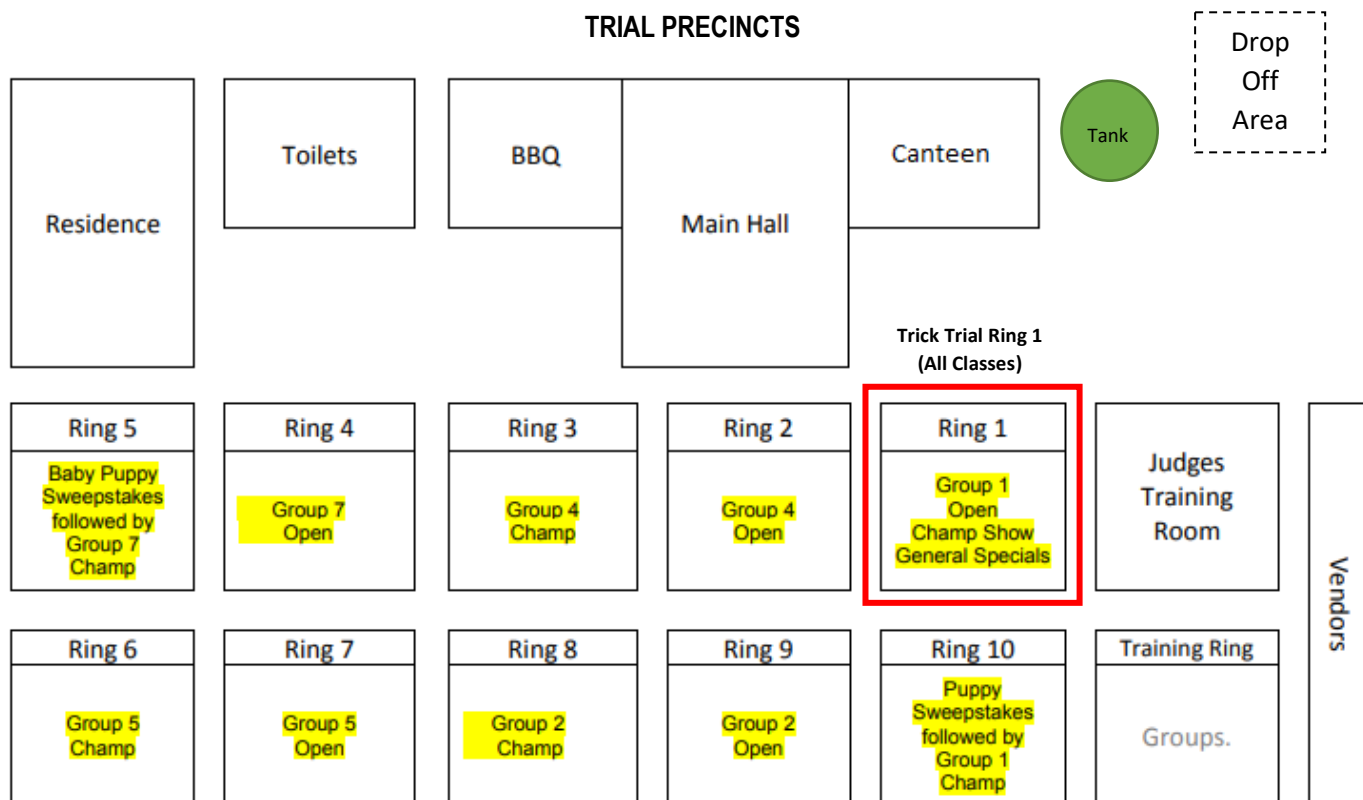 TRIAL PRECINCTS
Drop
Off
Area
Residence
Toilets
BBQ
Main Hall
Canteen
Tank
Trick Trial Ring 1
(All Classes)
Ring 5
Baby Puppy
Sweepstakes
followed by
Group 7
Champ
Ring 4
Group 7
Open
Ring 3
Group 4
Champ
Ring 2
Group 4
Open
Ring 1
Group 1
Open
Champ Show
General Specials
Judges
Training
Room
Vendors
Ring 6
Group 5
Champ
Ring 7
Group 5
Open
Ring 8
Group 2
Champ
Ring 9
Group 2
Open
Ring 10
Puppy
Sweepstakes
followed by
Group 1
Champ
Training Ring
Groups.